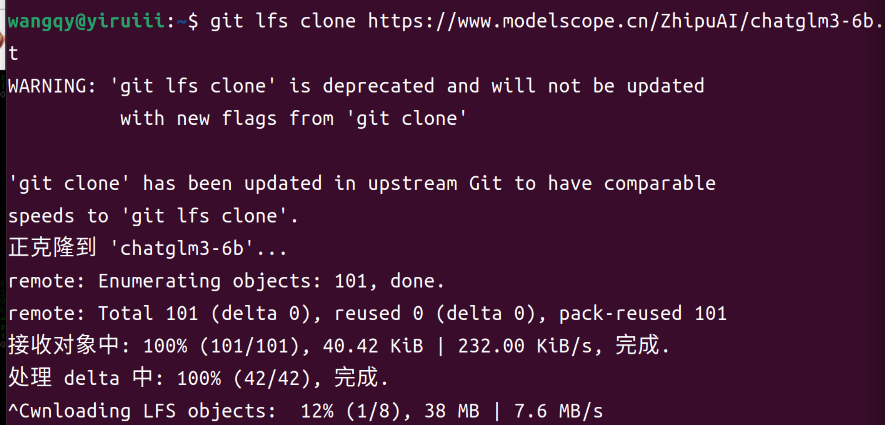 wangqy@yiruiii:~$ git lfs clone https://www.modelscope.cn/ZhipuAI/chatglm3-6b.
t
WARNING: 'git lfs clone' is deprecated and will not be updated
          with new flags from 'git clone'
'git clone' has been updated in upstream Git to have comparable
speeds to 'git lfs clone'.
正克隆到 'chatglm3-6b'...
remote: Enumerating objects: 101, done.
remote: Total 101 (delta 0), reused 0 (delta 0), pack-reused 101
接收对象中: 100% (101/101), 40.42 KiB | 232.00 KiB/s, 完成.
处理 delta 中: 100% (42/42), 完成.
^Cwnloading LFS objects:  12% (1/8), 38 MB | 7.6 MB/s